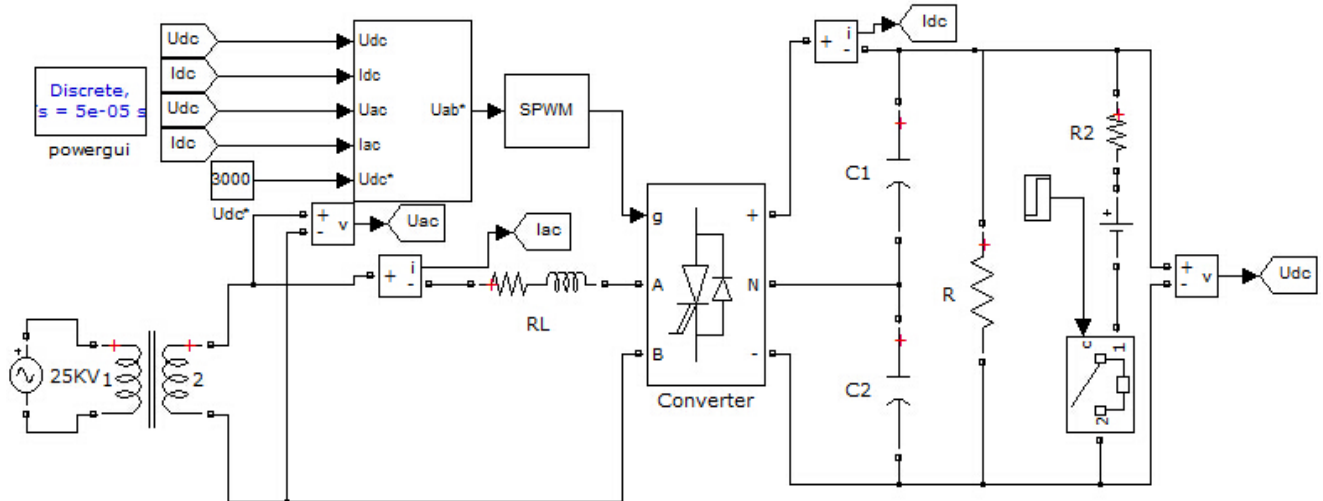 Discrete,
s = 5e-05 s
powergui
Udc
Idc
Udc
Idc
3000
Udc*
Udc
Idc
Uac
Iac
Udc*
Uab*
SPWM
+
-
v
Uac
+
i
-
Iac
RL
25KV
+
1
2
g
A
B
+
N
-
Converter
+
i
-
Idc
C1
C2
R
R2
+
c
1
2
+
-
v
Udc